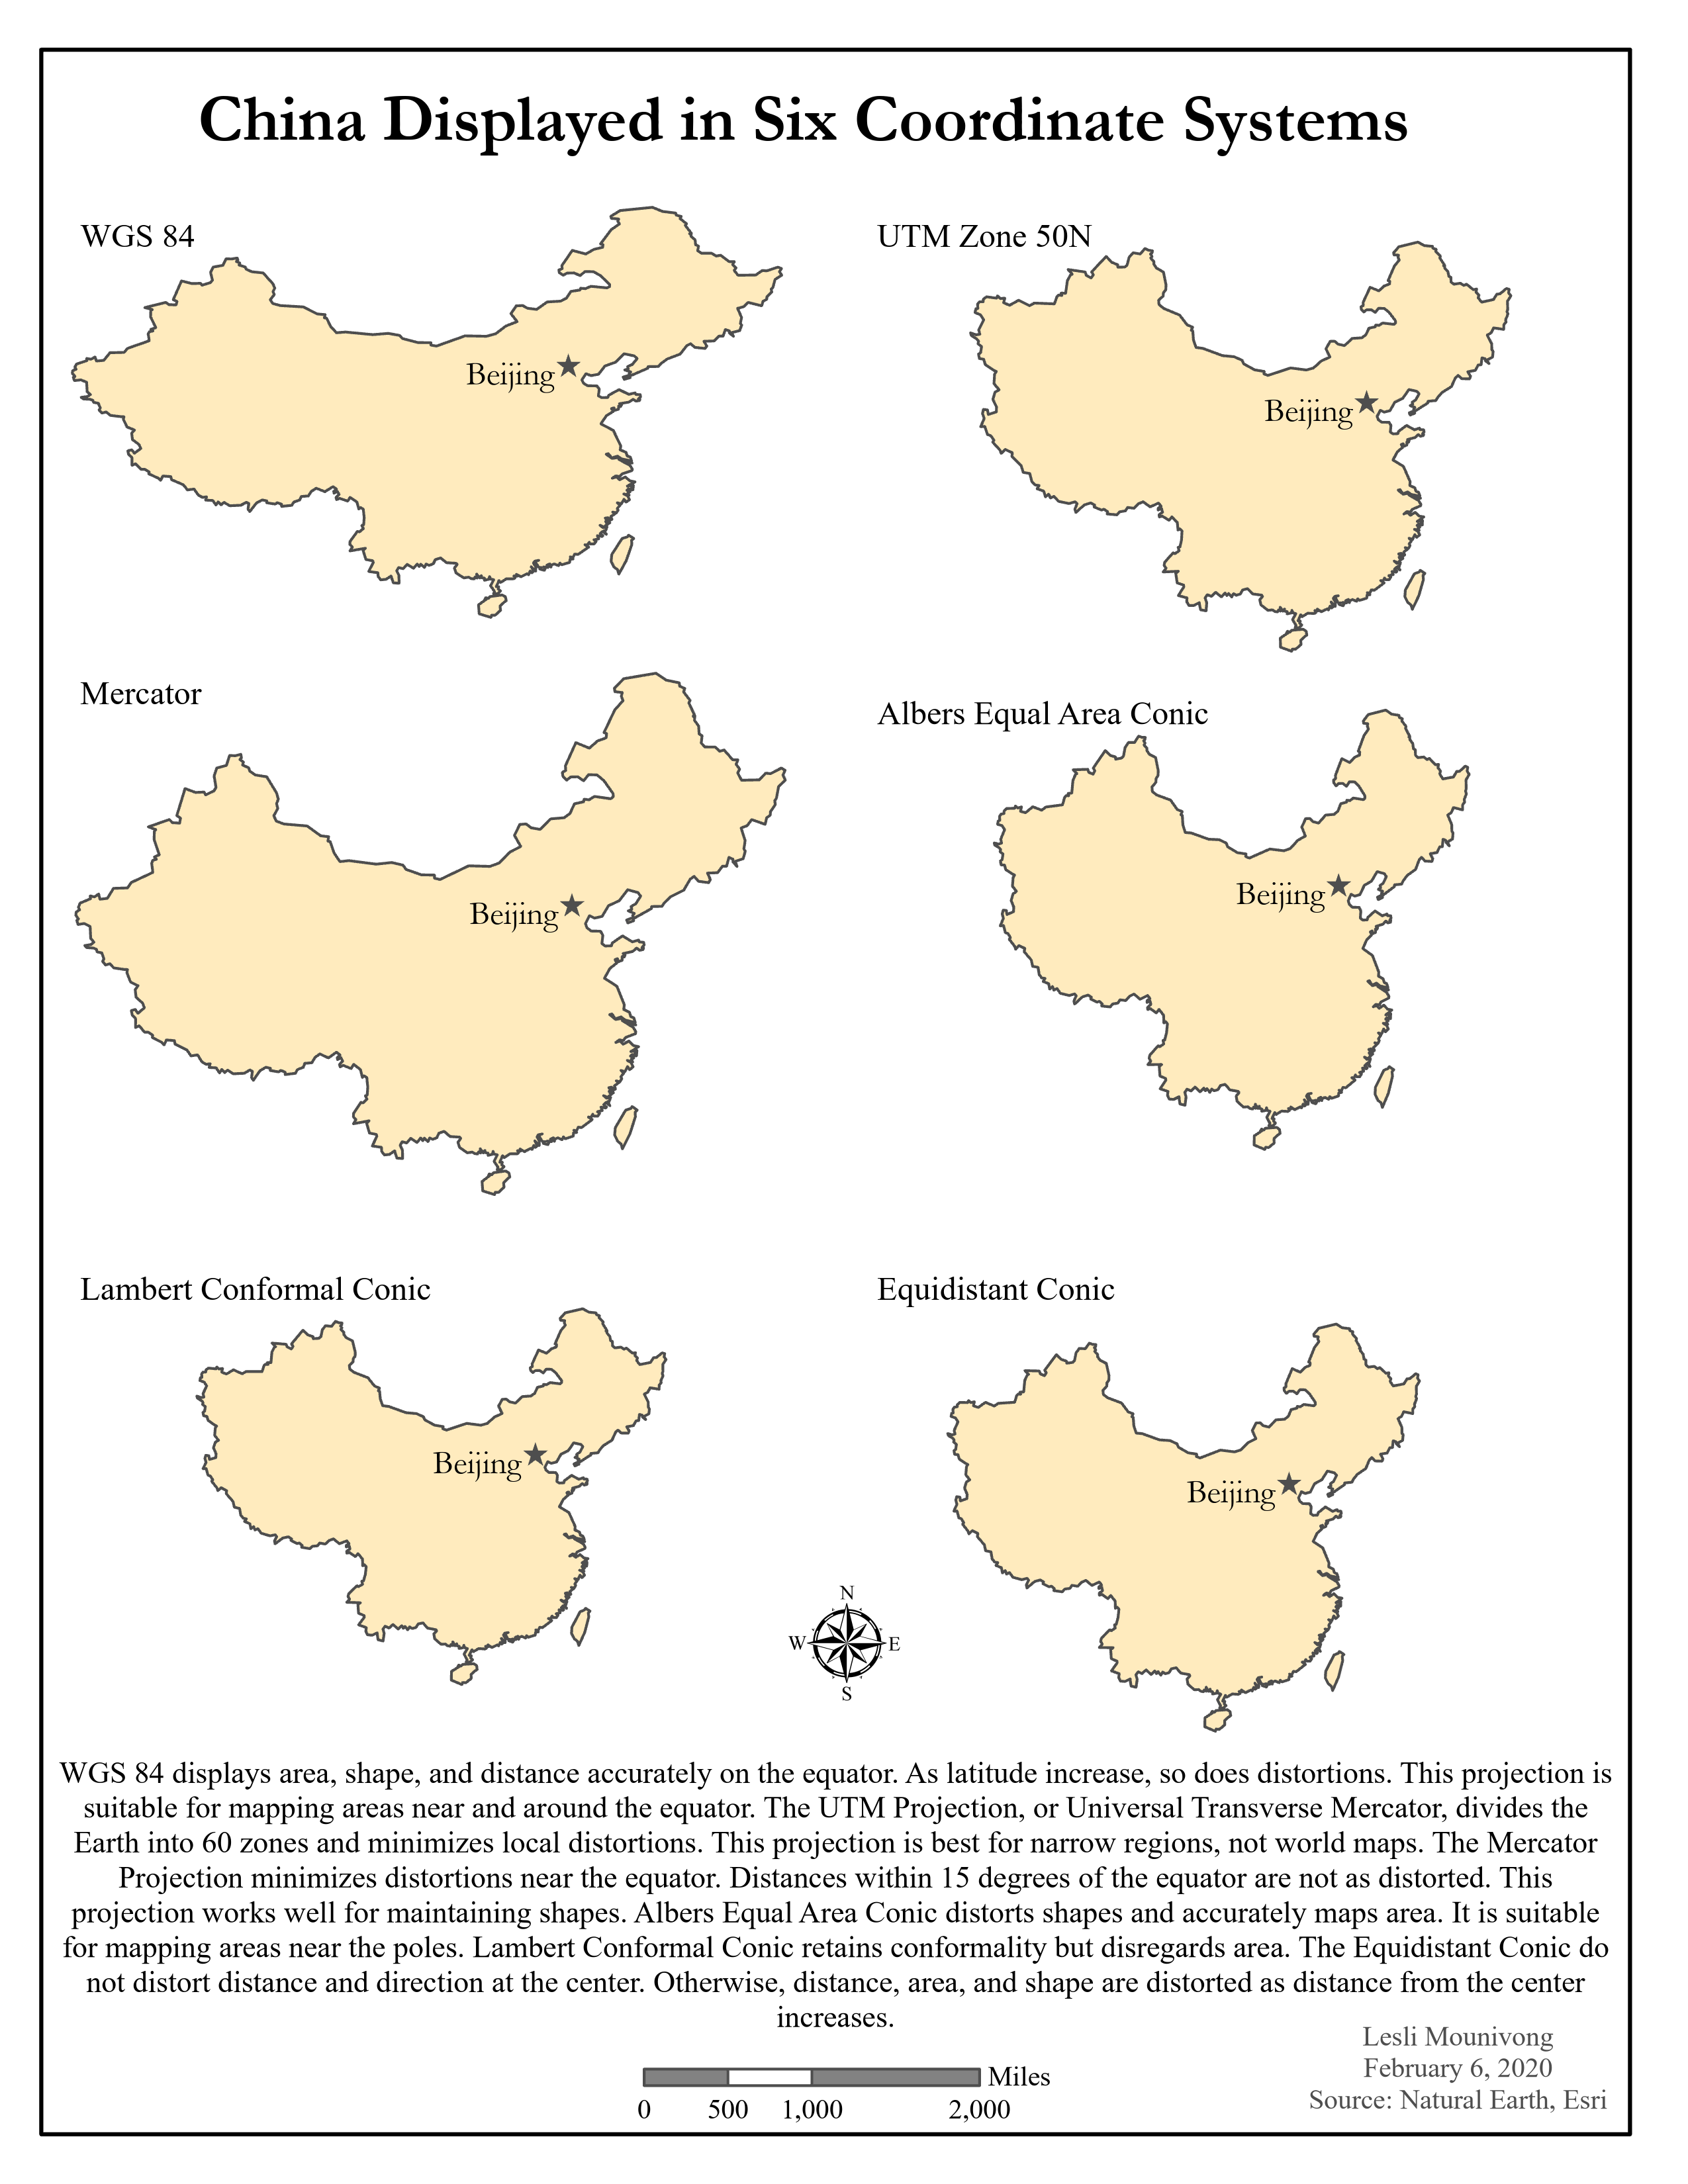 China Displayed in Six Coordinate Systems
WGS 84
UTM Zone 50N
Beijing
Beijing
Mercator
Albers Equal Area Conic
Beijing
Beijing
Lambert Conformal Conic
Equidistant Conic
Beijing
Beijing
N
W E
S
WGS 84 displays area, shape, and distance accurately on the equator. As latitude increase, so does distortions. This projection is
suitable for mapping areas near and around the equator. The UTM Projection, or Universal Transverse Mercator, divides the
Earth into 60 zones and minimizes local distortions. This projection is best for narrow regions, not world maps. The Mercator
Projection minimizes distortions near the equator. Distances within 15 degrees of the equator are not as distorted. This
projection works well for maintaining shapes. Albers Equal Area Conic distorts shapes and accurately maps area. It is suitable
for mapping areas near the poles. Lambert Conformal Conic retains conformality but disregards area. The Equidistant Conic do
not distort distance and direction at the center. Otherwise, distance, area, and shape are distorted as distance from the center
increases.
Lesli Mounivong
February 6, 2020
Source: Natural Earth, Esri
Miles
0 500 1,000 2,000